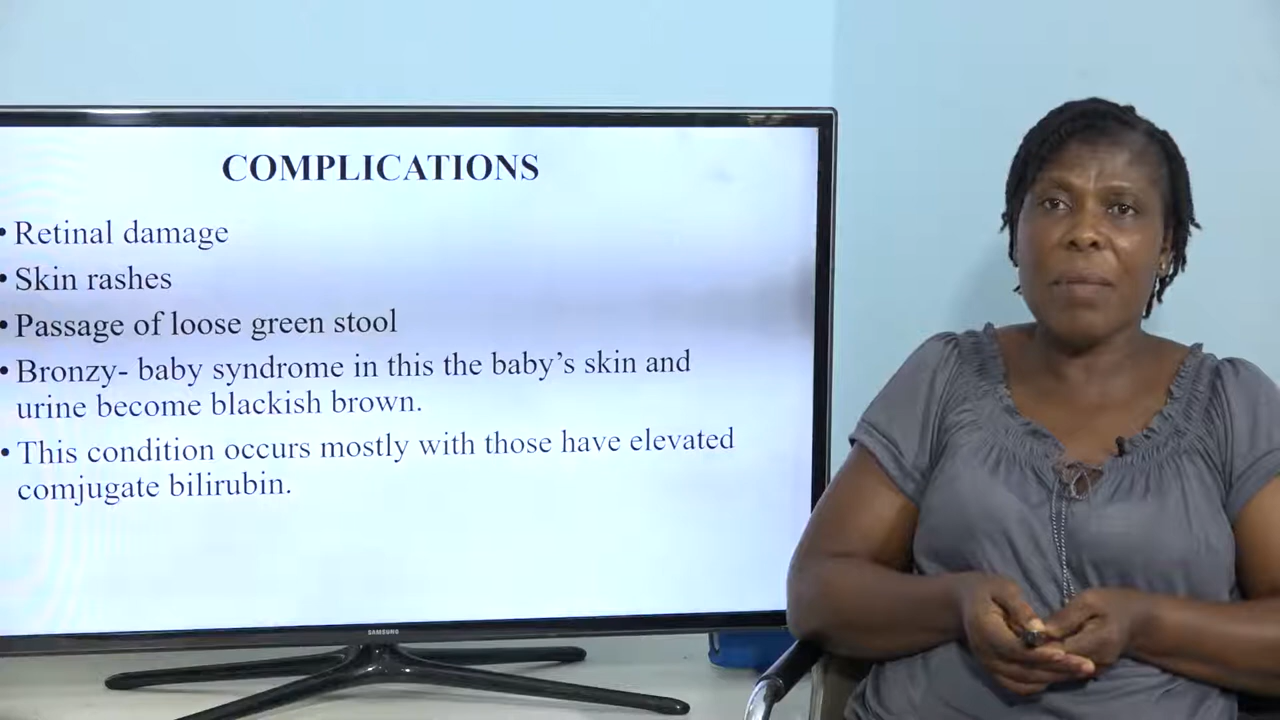 COMPLICATIONS
• Retinal damage
• Skin rashes
• Passage of loose green stool
• Bronzy- baby syndrome in this the baby's skin and
urine become blackish brown.
• This condition occurs mostly with those have elevated
comjugate bilirubin.
SAMSUNG